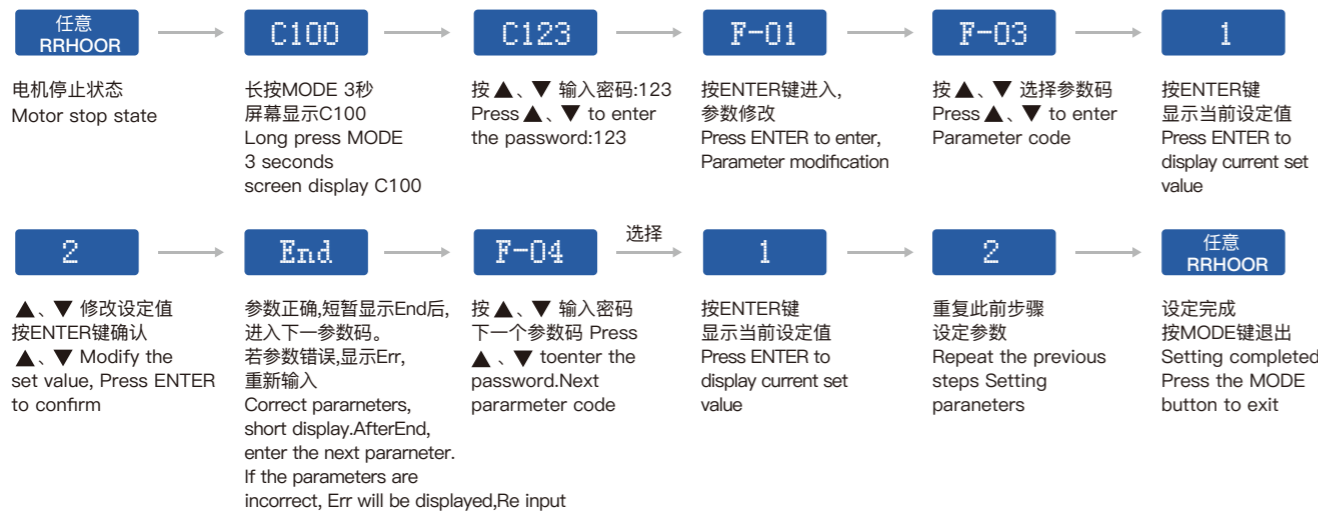 任意
RRHOOR
C100
C123
F-01
F-03
1
电机停止状态
Motor stop state
长按MODE 3秒
屏幕显示C100
Long press MODE
3 seconds
screen display C100
按▲、▼ 输入密码:123
Press▲、▼ to enter
the password:123
按ENTER键进入,
参数修改
Press ENTER to enter,
Parameter modification
按▲、▼ 选择参数码
Press▲、▼ to enter
Parameter code
按ENTER键
显示当前设定值
Press ENTER to
display current set
value
2
End
F-04
选择
1
2
任意
RRHOOR
▲、▼ 修改设定值
按ENTER键确认
▲、▼ Modify the
set value, Press ENTER
to confirm
参数正确,短暂显示End后,
进入下一参数码。
若参数错误,显示Err,
重新输入
Correct pararneters,
short display.AfterEnd,
enter the next pararneter.
If the parameters are
incorrect, Err will be displayed,Re input
按▲、▼ 输入密码
下一个参数码 Press
▲、▼ toenter the
password.Next
pararmeter code
按ENTER键
显示当前设定值
Press ENTER to
display current set
value
重复此前步骤
设定参数
Repeat the previous
steps Setting
paraneters
设定完成
按MODE键退出
Setting completed
Press the MODE
button to exit